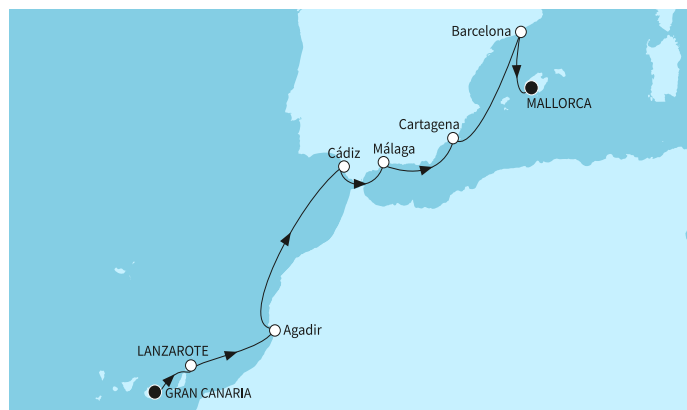 Barcelona
MALLORCA
Cartagena
Málaga
Cádiz
Agadir
LANZAROTE
GRAN CANARIA